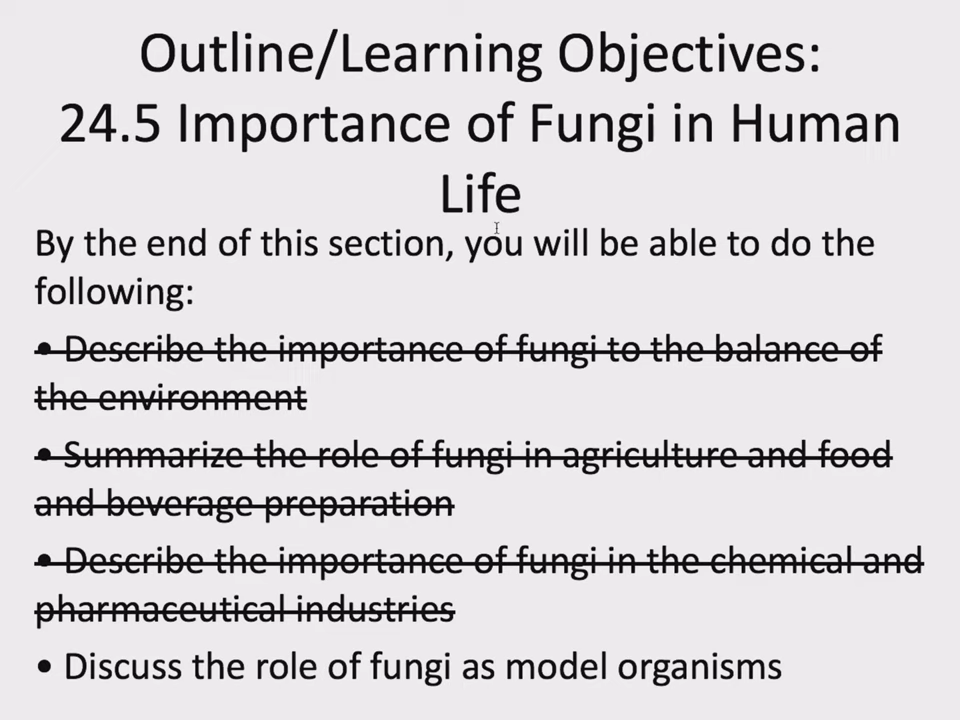 Outline/Learning Objectives:
24.5 Importance of Fungi in Human
Life
By the end of this section, you will be able to do the
following:
• Describe the importance of fungi to the balance of
the environment
• Summarize the role of fungi in agriculture and food
and beverage preparation
• Describe the importance of fungi in the chemical and
pharmaceutical industries
• Discuss the role of fungi as model organisms